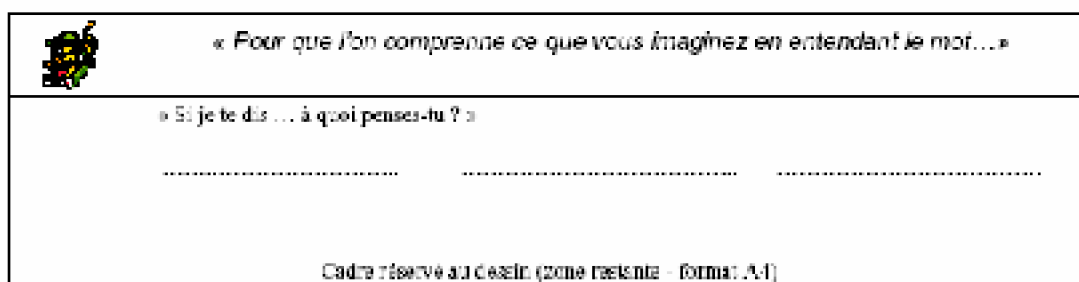 « Pour que l'on comprenne ce que vous imaginez en entendant le mot…»
« Si je te dis … à quoi penses-tu ? »
.................................. ........................................ ......................................
Cadre réservé au dessin (zone restante - format A4)